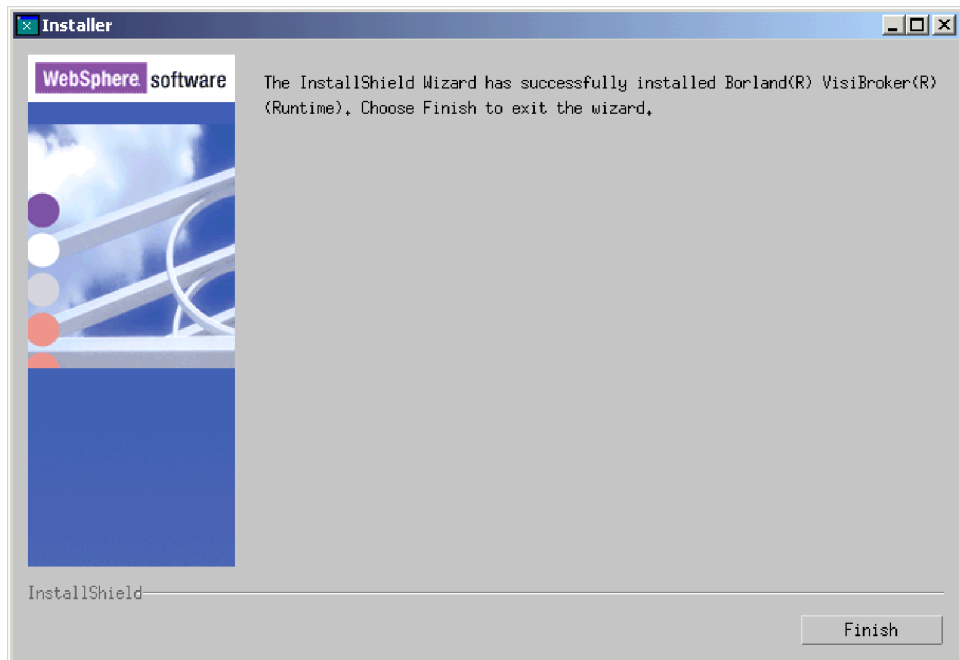 Installer
WebSphere software
The InstallShield Wizard has successfully installed Borland(R) VisiBroker(R)
(Runtime). Choose Finish to exit the wizard.
InstallShield
Finish